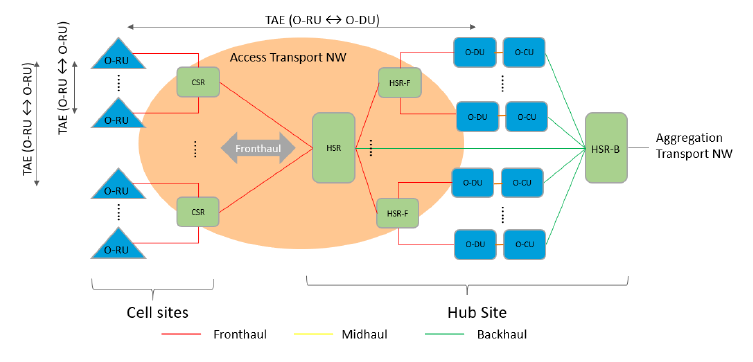 TAE (O-RU ↔ O-DU)
TAE (O-RU ↔ O-RU)
TAE (O-RU ↔ O-RU)
O-RU
O-RU
O-RU
O-RU
CSR
CSR
Access Transport NW
Fronthaul
HSR
HSR-F
HSR-F
O-DU
O-CU
O-DU
O-CU
O-DU
O-CU
O-DU
O-CU
HSR-B
Aggregation
Transport NW
Cell sites
Hub Site
Fronthaul
Midhaul
Backhaul